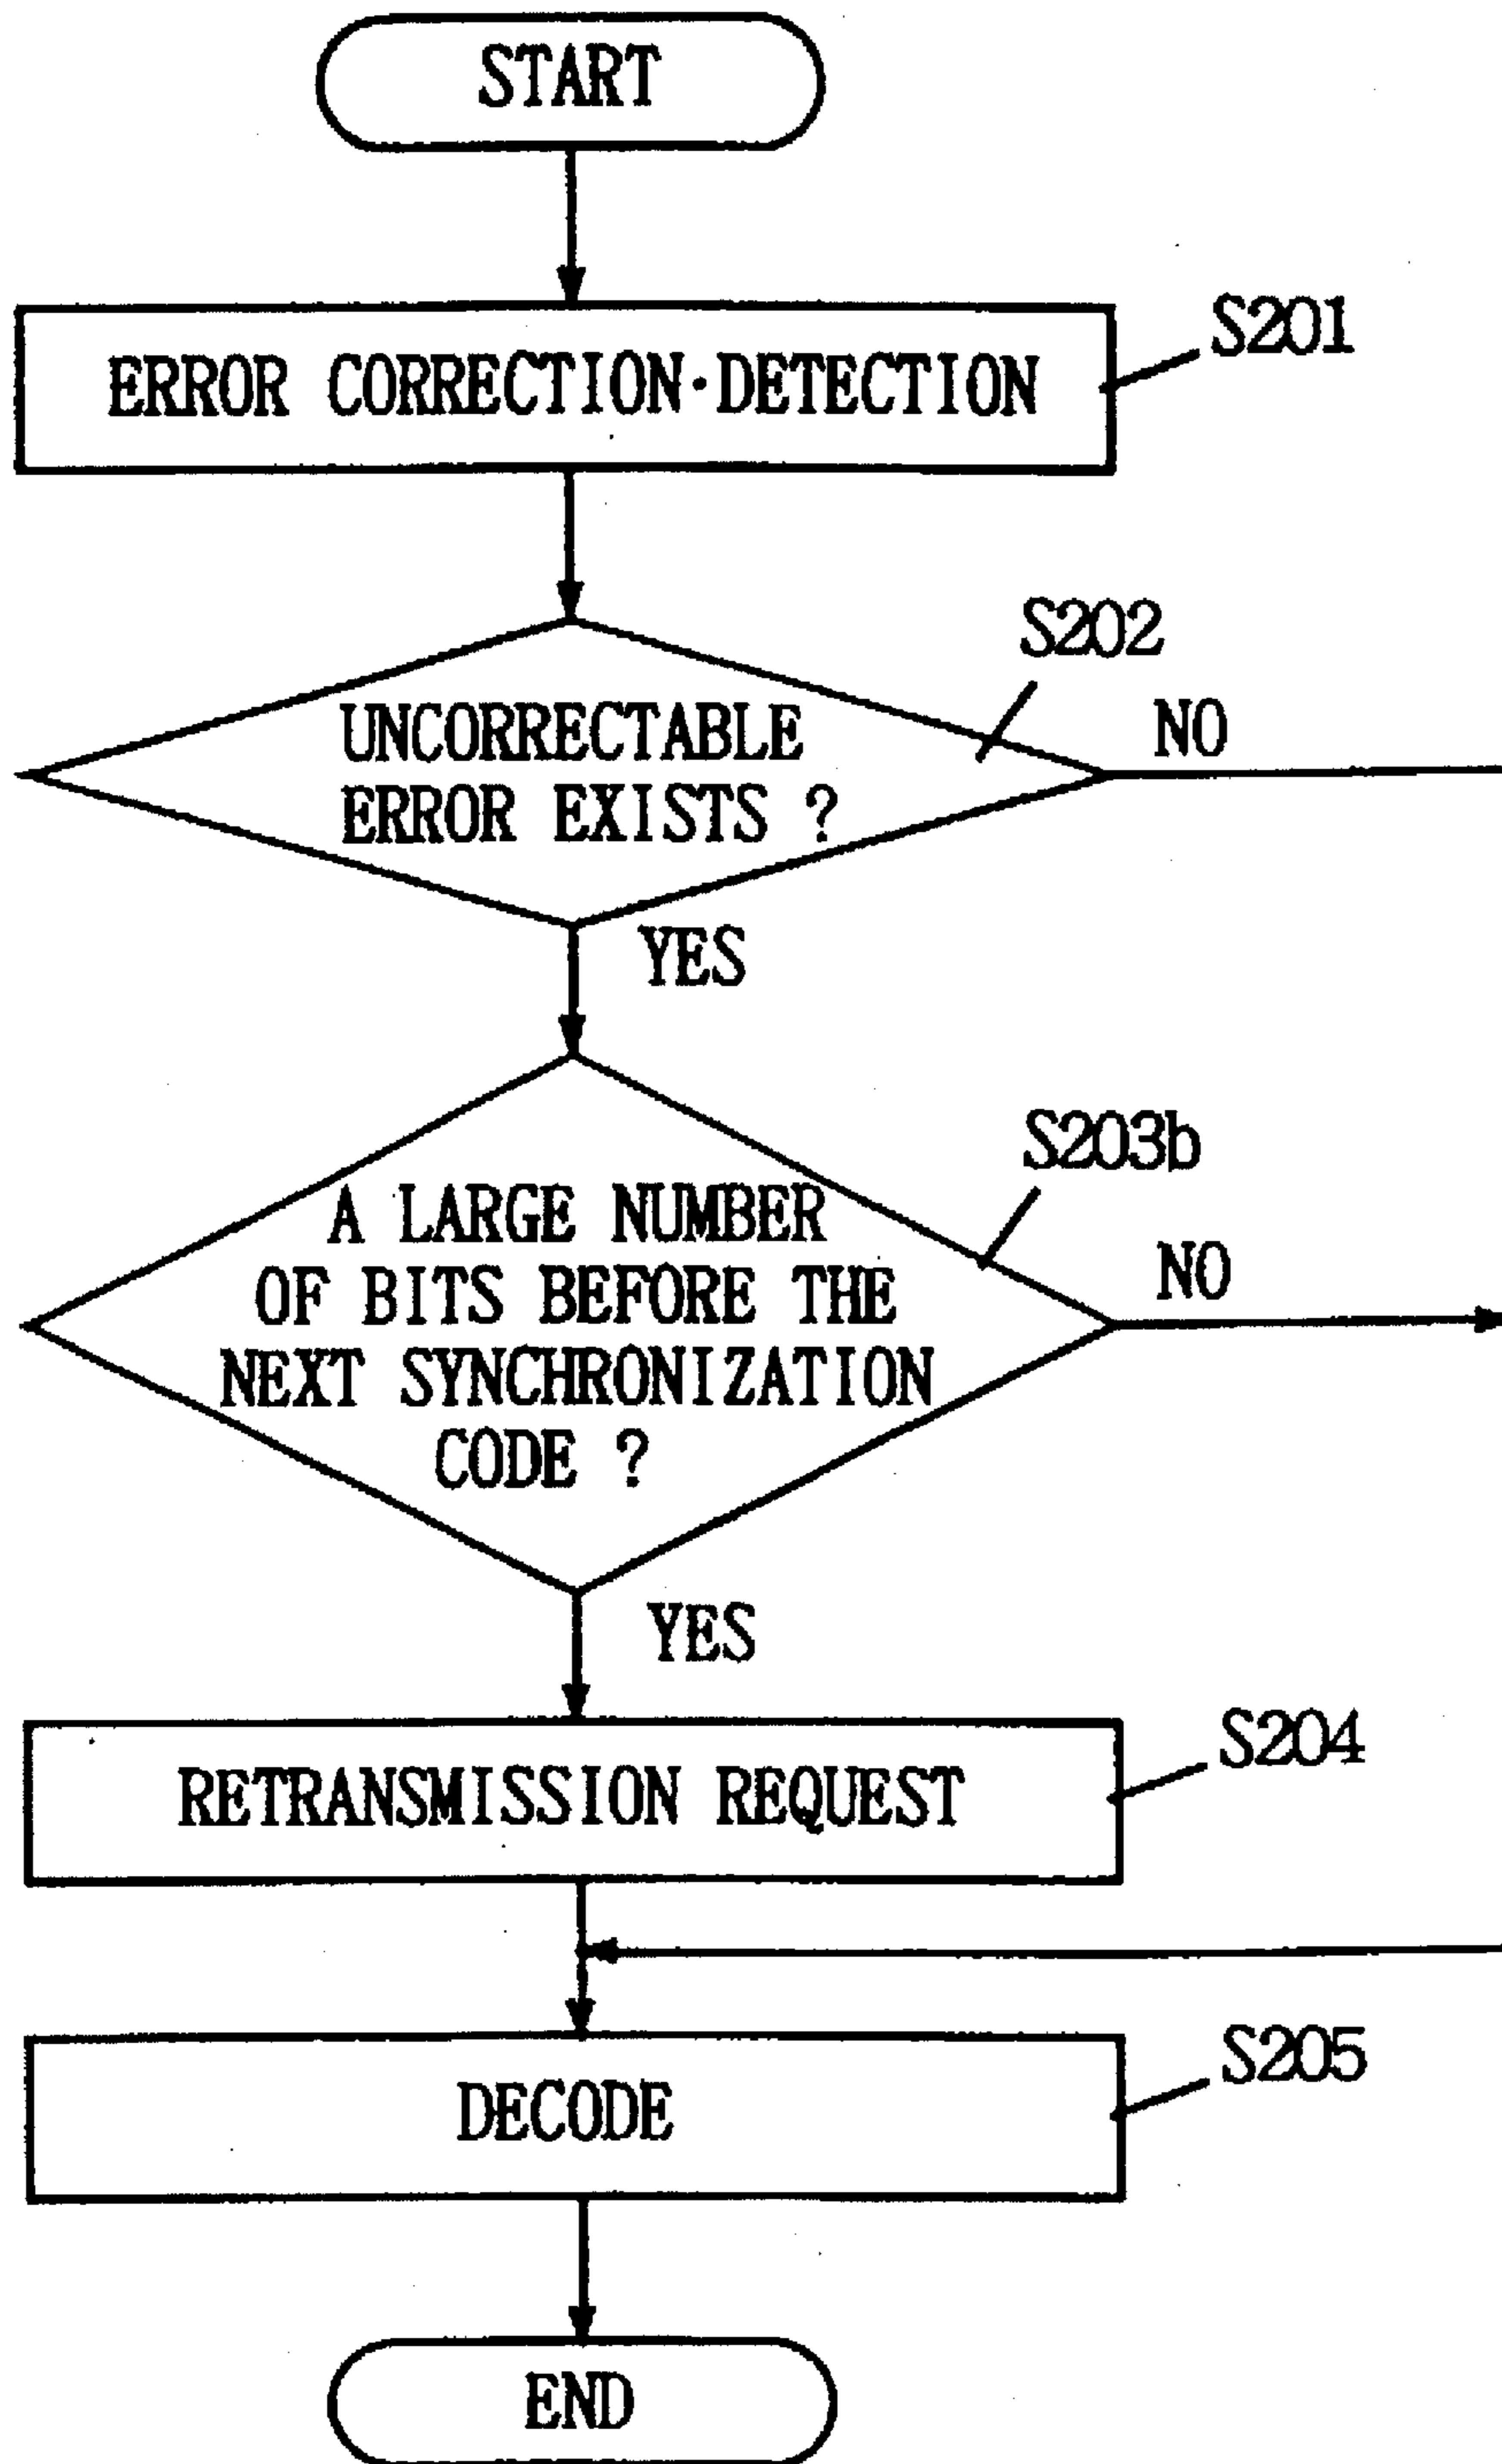 START
ERROR CORRECTION·DETECTION
S201
S202
UNCORRECTABLE
ERROR EXISTS ?
NO
YES
S203b
A LARGE NUMBER
OF BITS BEFORE THE
NEXT SYNCHRONIZATION
CODE ?
NO
YES
RETRANSMISSION REQUEST
S204
DECODE
S205
END